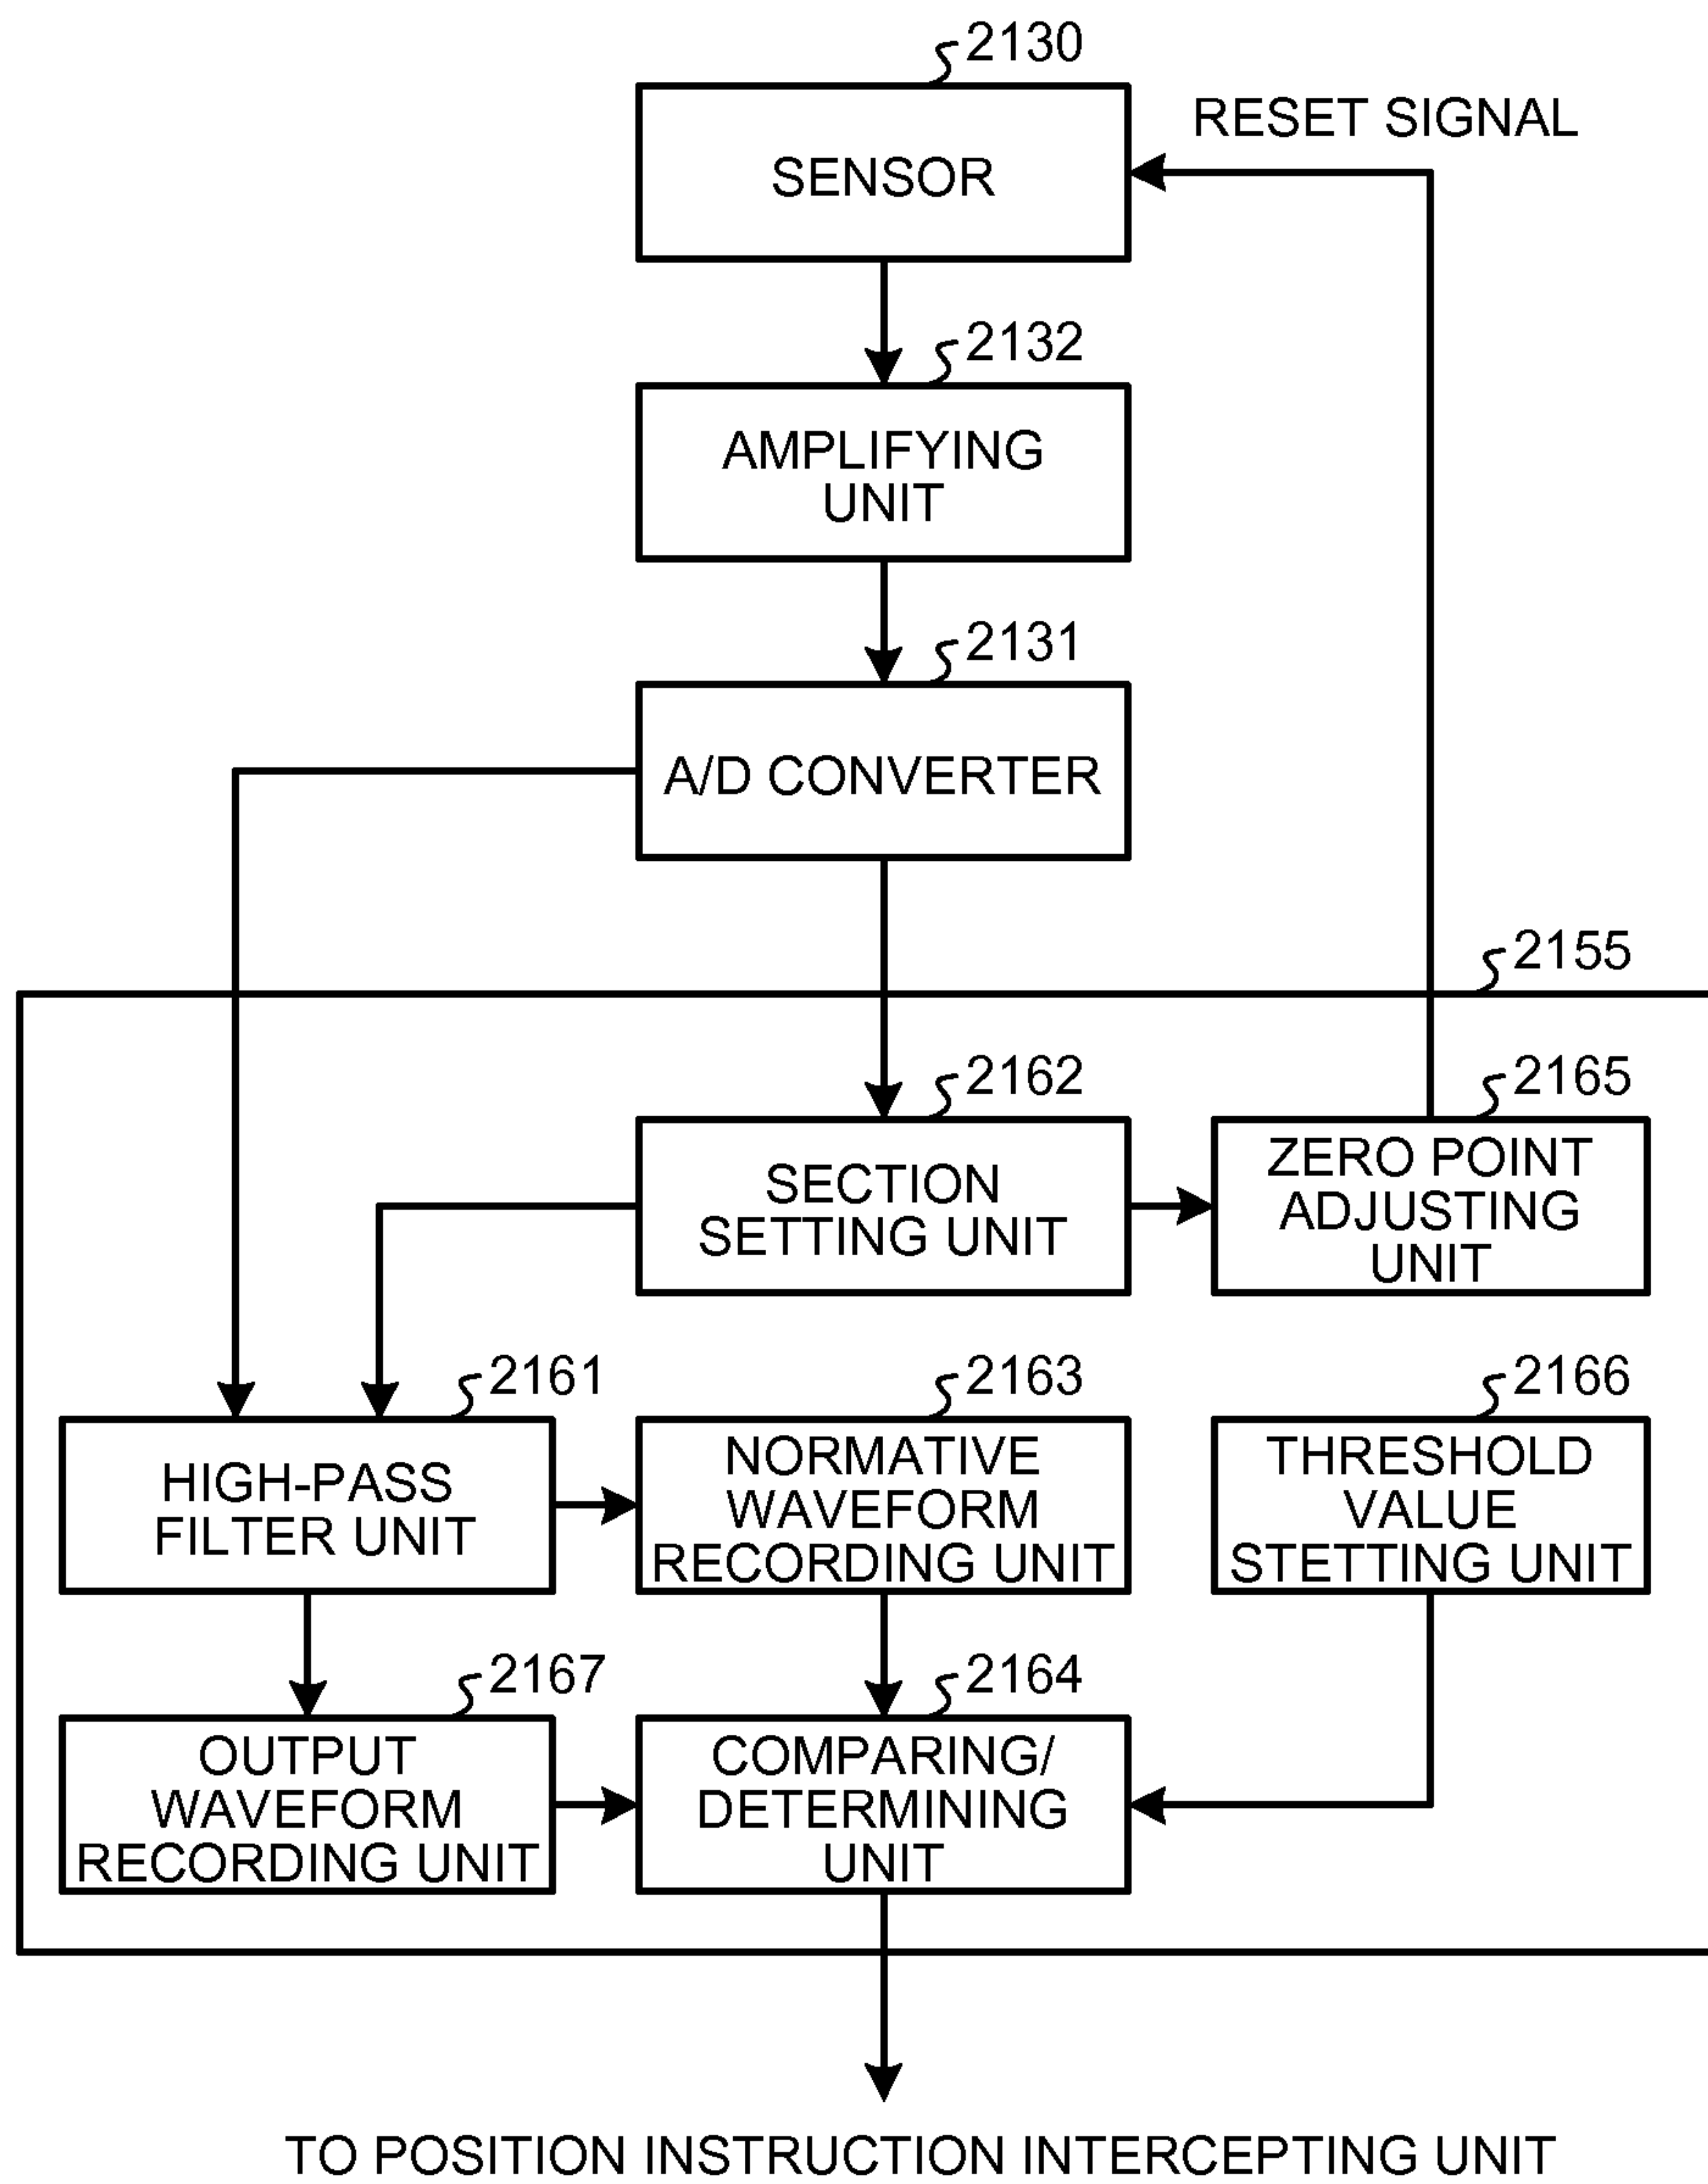 2130
RESET SIGNAL
SENSOR
2132
AMPLIFYING
UNIT
2131
A/D CONVERTER
2155
2162
2165
SECTION
SETTING UNIT
ZERO POINT
ADJUSTING
UNIT
2161
2163
2166
HIGH-PASS
FILTER UNIT
NORMATIVE
WAVEFORM
RECORDING UNIT
THRESHOLD
VALUE
STETTING UNIT
2167
2164
OUTPUT
WAVEFORM
RECORDING UNIT
COMPARING/
DETERMINING
UNIT
TO POSITION INSTRUCTION INTERCEPTING UNIT